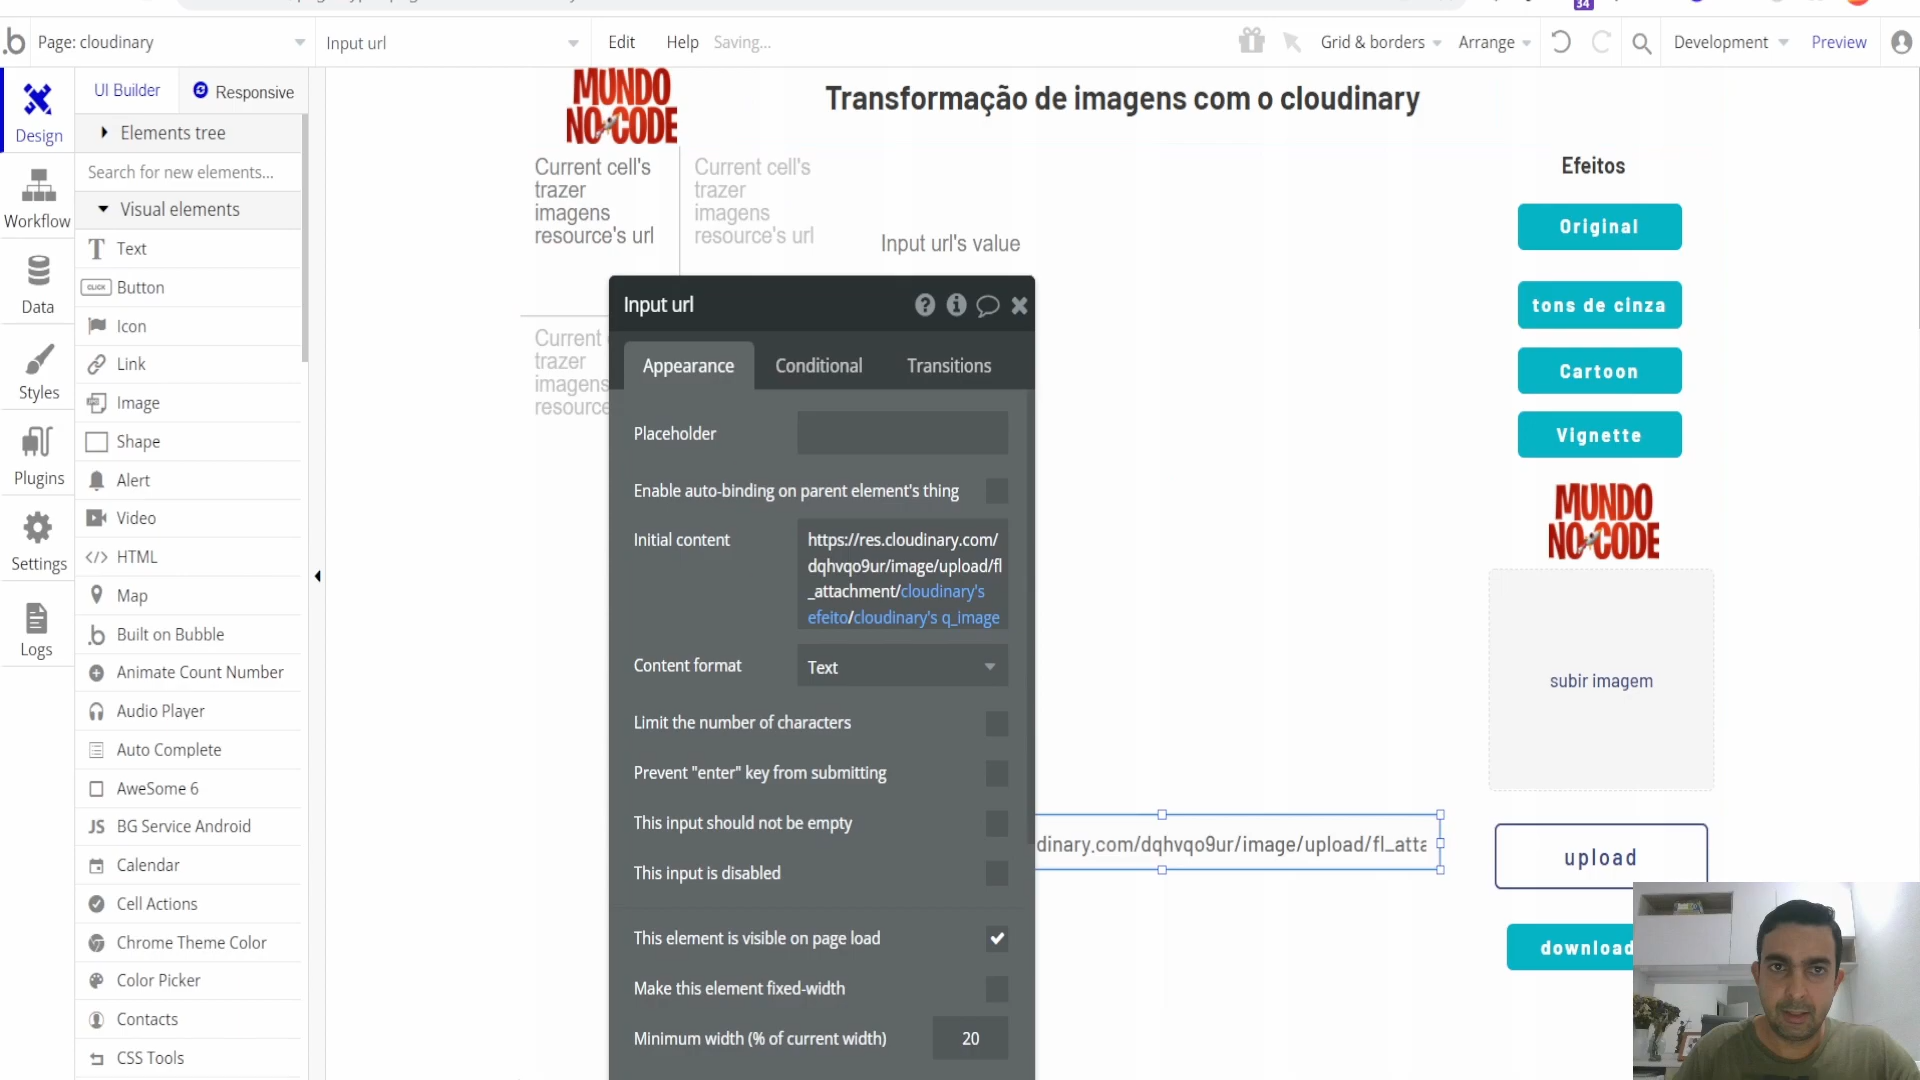 34
Page: cloudinary
Input url
Edit
Help
Saving...
Grid & borders
Arrange
Development
Preview
Design
Workflow
Data
Styles
Plugins
Settings
Logs
UI Builder
Responsive
Elements tree
Search for new elements...
Visual elements
Text
CLICK
Button
Icon
Link
Image
Shape
Alert
Video
HTML
Map
Built on Bubble
Animate Count Number
Audio Player
Auto Complete
AweSome 6
JS
BG Service Android
Calendar
Cell Actions
Chrome Theme Color
Color Picker
Contacts
CSS Tools
MUNDO
NO CODE
Transformação de imagens com o cloudinary
Current cell's
trazer
imagens
resource's url
Current cell's
trazer
imagens
resource's url
Input url's value
Current
trazer
imagens
resource
Input url
Appearance
Conditional
Transitions
Placeholder
Enable auto-binding on parent element's thing
Initial content
https://res.cloudinary.com/
dqhvqo9ur/image/upload/fl
_attachment/cloudinary's
efeito/cloudinary's q_image
Content format
Text
Limit the number of characters
Prevent "enter" key from submitting
This input should not be empty
This input is disabled
This element is visible on page load
Make this element fixed-width
Minimum width (% of current width)
20
dinary.com/dqhvqo9ur/image/upload/fl_atta
Efeitos
Original
tons de cinza
Cartoon
Vignette
MUNDO
NO CODE
subir imagem
upload
download